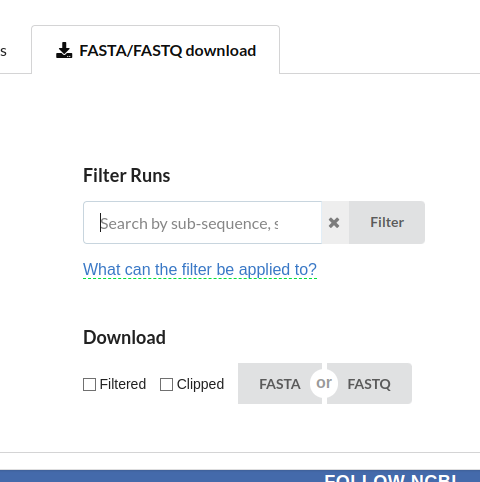 s
FASTA/FASTQ download
Filter Runs
Search by sub-sequence, s
Filter
What can the filter be applied to?
Download
Filtered Clipped FASTA or FASTQ
FOLLOW NCBI